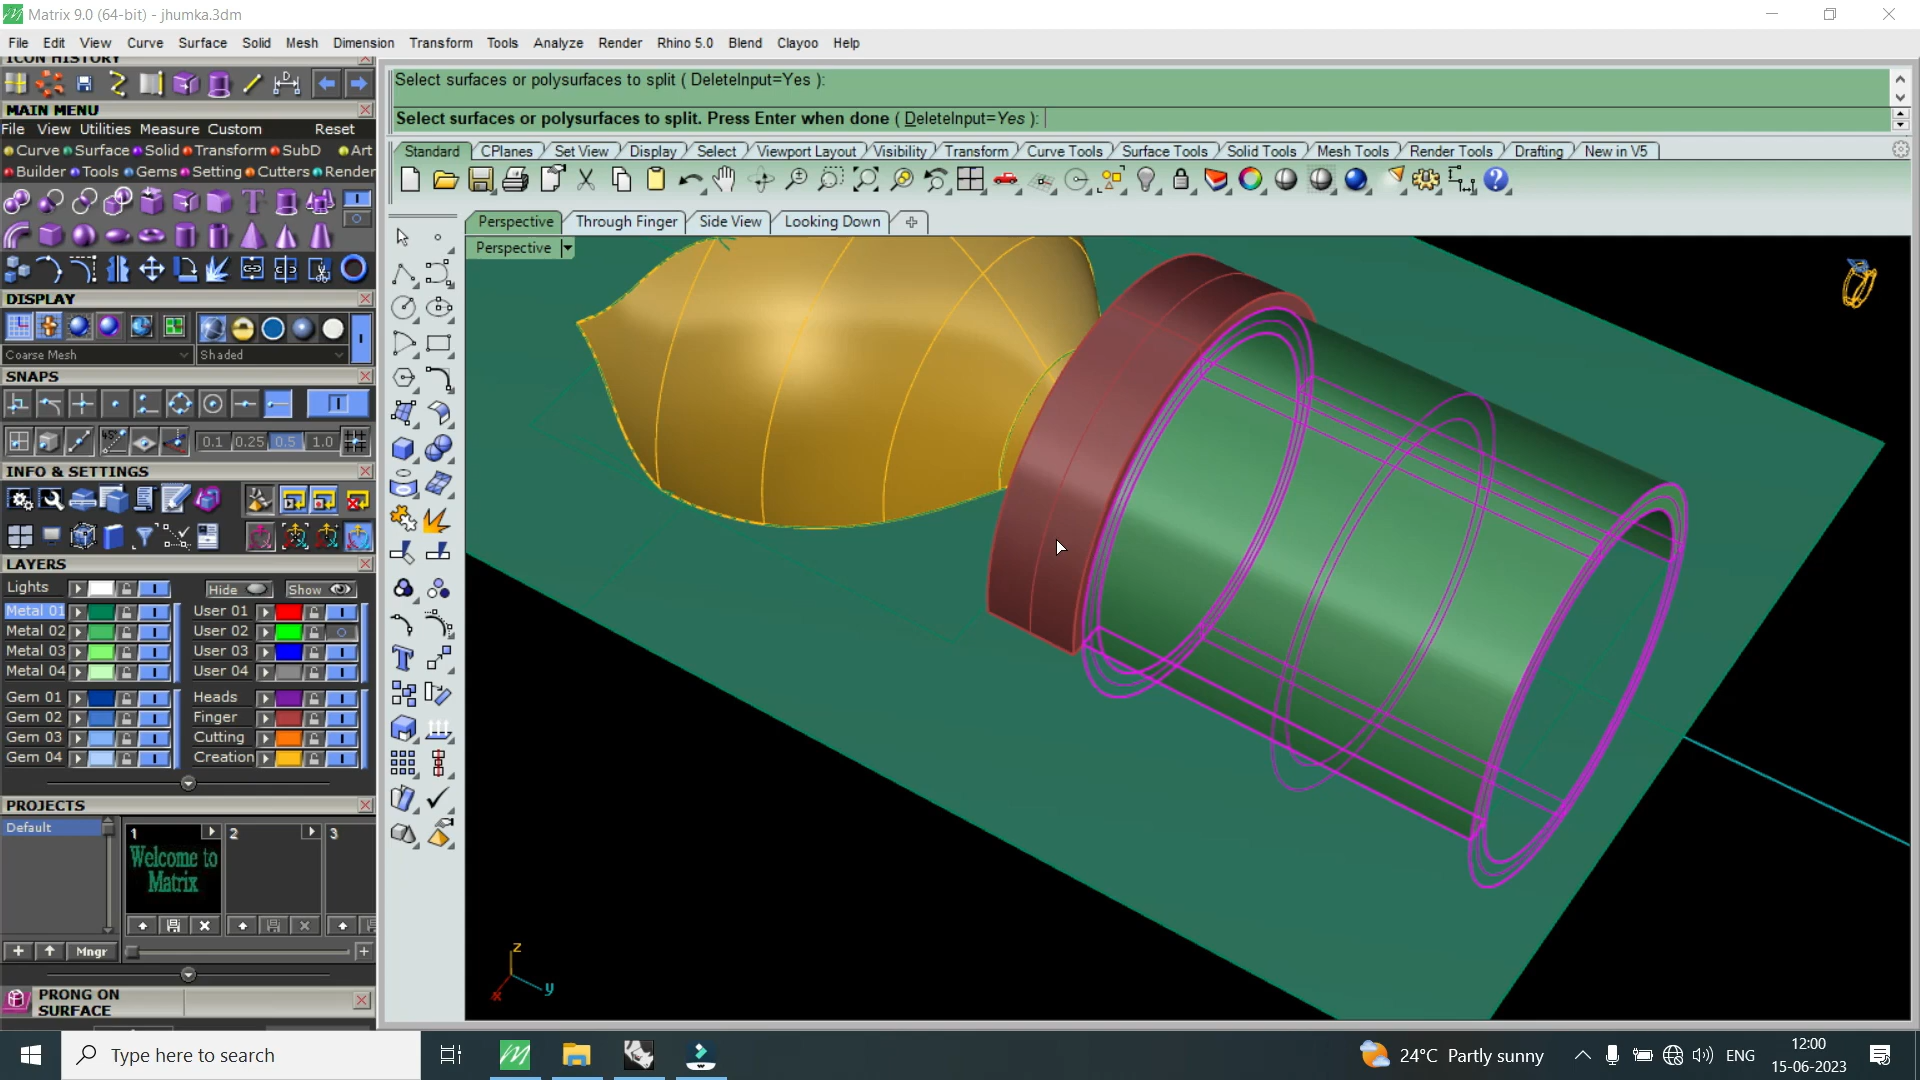 Matrix 9.0 (64-bit) - jhumka.3dm
File Edit View Curve Surface Solid Mesh Dimension Transform Tools Analyze Render Rhino 5.0 Blend Clayoo Help
ICON HISTORY
MAIN MENU
File View Utilities Measure Custom Reset
Curve Surface Solid Transform SubD Art
Builder Tools Gems Setting Cutters Render
DISPLAY
Coarse Mesh Shaded
SNAPS
0.1 0.25 0.5 1.0
INFO & SETTINGS
LAYERS
Lights Hide Show
Metal 01 User 01
Metal 02 User 02
Metal 03 User 03
Metal 04 User 04
Gem 01 Heads
Gem 02 Finger
Gem 03 Cutting
Gem 04 Creation
PROJECTS
Default
1 2 3
Welcome to
Matrix
Mngr
PRONG ON
SURFACE
Select surfaces or polysurfaces to split ( DeleteInput=Yes ):
Select surfaces or polysurfaces to split. Press Enter when done ( DeleteInput=Yes ):
Standard CPlanes Set View Display Select Viewport Layout Visibility Transform Curve Tools Surface Tools Solid Tools Mesh Tools Render Tools Drafting New in V5
Perspective Through Finger Side View Looking Down
Perspective
z
y
x
Type here to search
24°C Partly sunny
ENG
12:00
15-06-2023